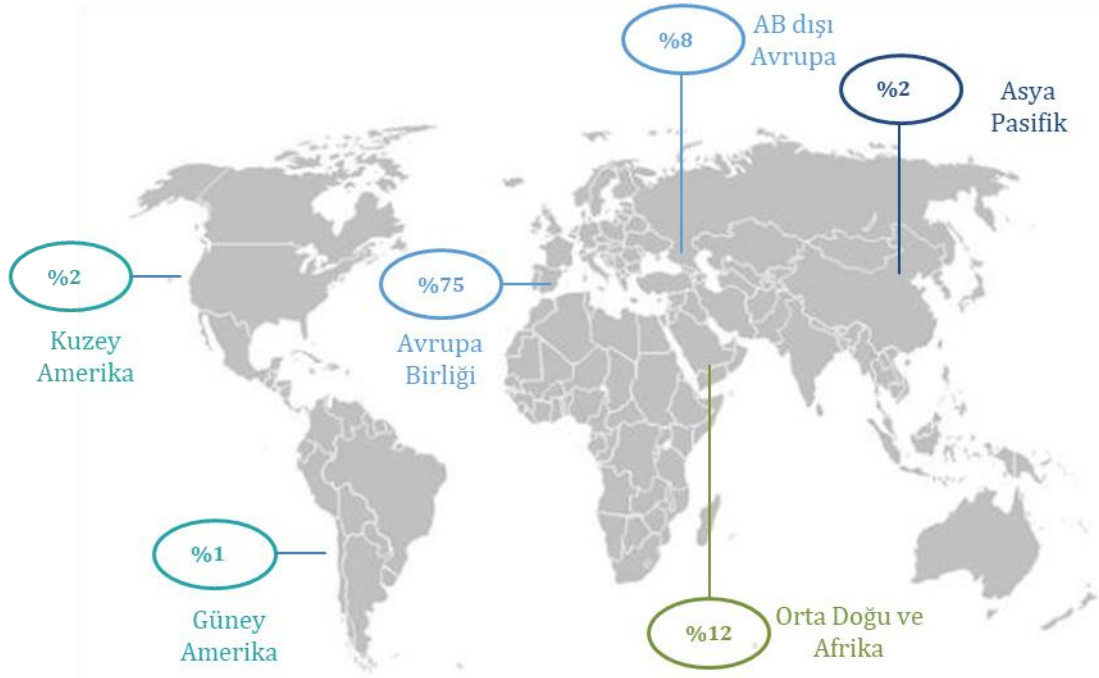 %8
AB dışı
Avrupa
%2
Asya
Pasifik
%2
Kuzey
Amerika
%75
Avrupa
Birliği
%1
Güney
Amerika
%12
Orta Doğu ve
Afrika